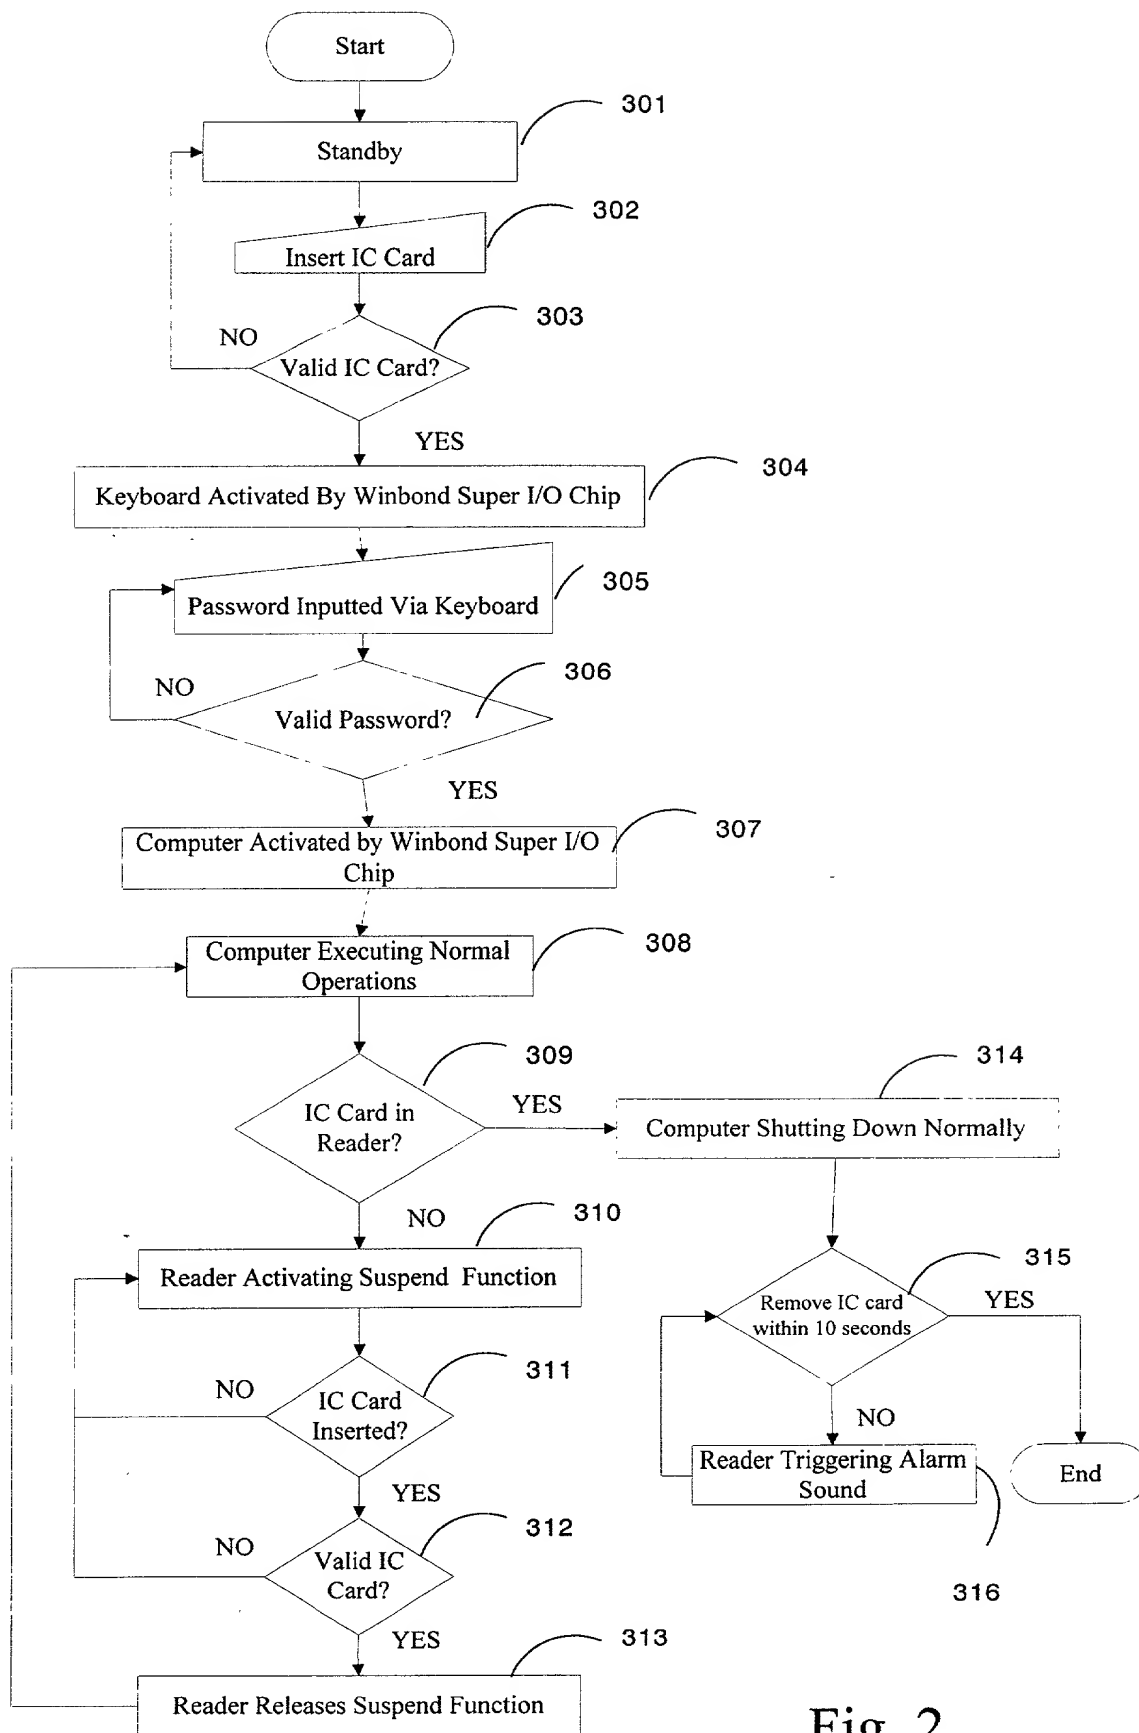 Start
301
Standby
302
Insert IC Card
303
NO
Valid IC Card?
YES
304
Keyboard Activated By Winbond Super I/O Chip
305
Password Inputted Via Keyboard
306
NO
Valid Password?
YES
307
Computer Activated by Winbond Super I/O
Chip
308
Computer Executing Normal
Operations
309
IC Card in
Reader?
YES
314
Computer Shutting Down Normally
NO
310
Reader Activating Suspend Function
315
Remove IC card
within 10 seconds
YES
311
NO
IC Card
Inserted?
NO
YES
Reader Triggering Alarm
Sound
End
312
NO
Valid IC
Card?
316
YES
313
Reader Releases Suspend Function
Fig. 2